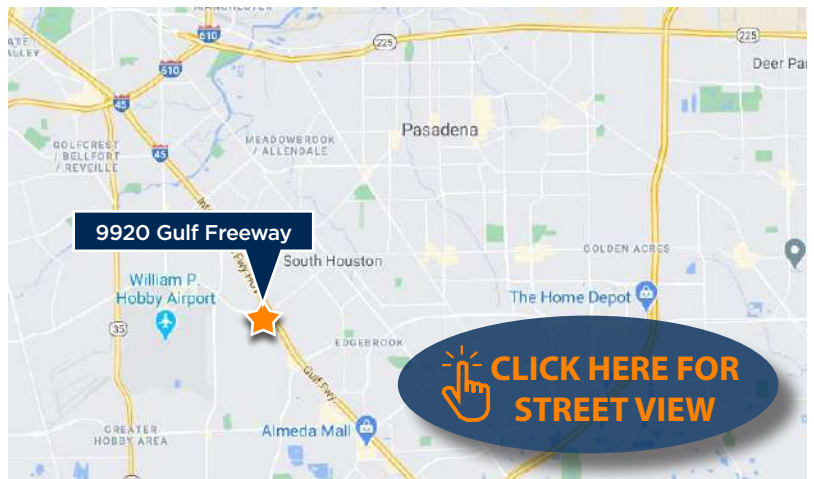 MANCHESTER
610
225
225
Deer Pa
610
45
Pasadena
MEADOWBROOK
/ ALLENDALE
GOLFCREST
/ BELLFORT
/ REVEILLE
45
9920 Gulf Freeway
South Houston
GOLDEN ACRES
William P.
Hobby Airport
The Home Depot
35
EDGEBROOK
CLICK HERE FOR
STREET VIEW
Gulf Fwy
GREATER
HOBBY AREA
Almeda Mall